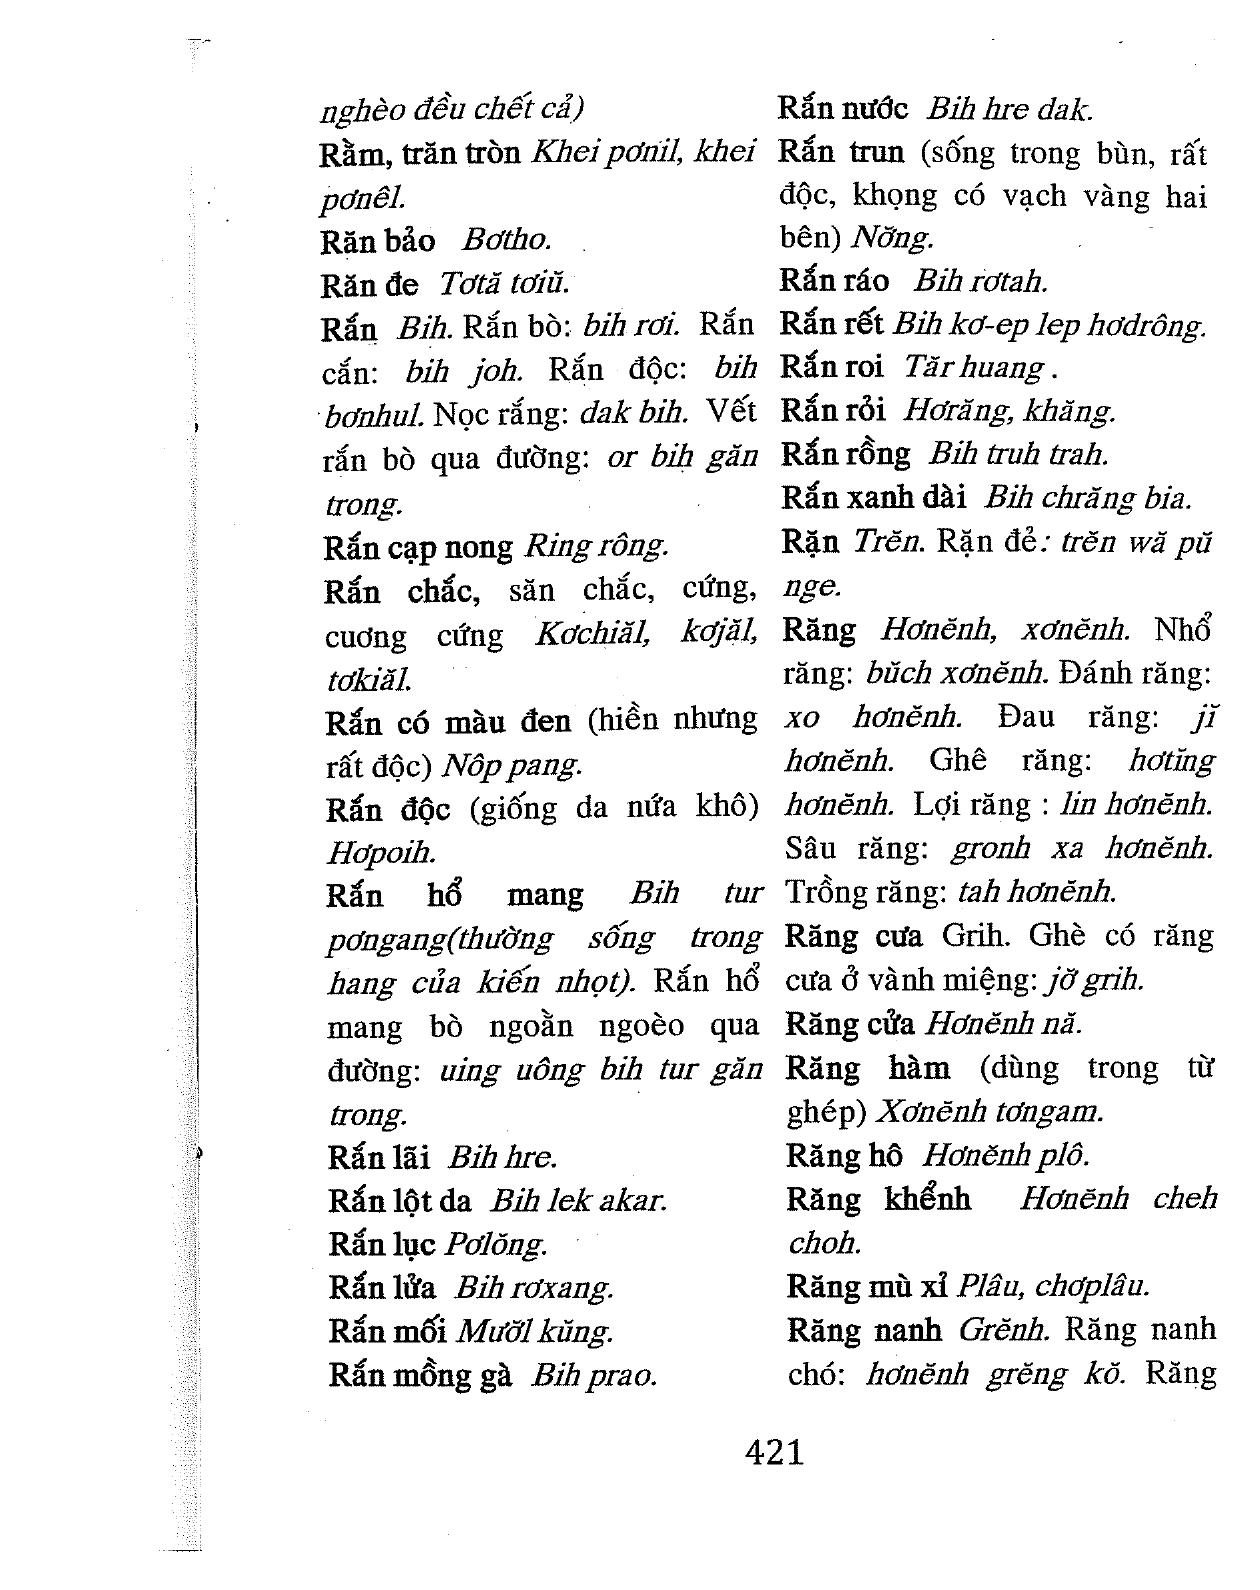 nghèo đều chết cả)
Rằm, trăn tròn Khei pơnil, khei
pơnêl.
Răn bảo Bơtho.
Răn đe Tơtă tơiŭ.
Rắn Bih. Rắn bò: bih rơi. Rắn
cắn: bih joh. Rắn độc: bih
bơnhul. Nọc rắng: dak bih. Vết
rắn bò qua đường: or bih găn
trong.
Rắn cạp nong Ring rông.
Rắn chắc, săn chắc, cứng,
cuơng cứng Kơchiăl, kơjăl,
tơkiăl.
Rắn có màu đen (hiền nhưng
rất độc) Nôp pang.
Rắn độc (giống da nứa khô)
Hơpoih.
Rắn hổ mang Bih tur
pơngang(thường sống trong
hang của kiến nhọt). Rắn hổ
mang bò ngoằn ngoèo qua
đường: uing uông bih tur găn
trong.
Rắn lãi Bih hre.
Rắn lột da Bih lek akar.
Rắn lục Pơlŏng.
Rắn lửa Bih rơxang.
Rắn mối Mươ̆l kŭng.
Rắn mồng gà Bih prao.
Rắn nước Bih hre dak.
Rắn trun (sống trong bùn, rất
độc, khọng có vạch vàng hai
bên) Nơ̆ng.
Rắn ráo Bih rơtah.
Rắn rết Bih kơ-ep lep hơdrông.
Rắn roi Tăr huang .
Rắn rỏi Hơrăng, khăng.
Rắn rồng Bih truh trah.
Rắn xanh dài Bih chrăng bia.
Rặn Trĕn. Rặn đẻ: trĕn wă pŭ
nge.
Răng Hơnĕnh, xơnĕnh. Nhổ
răng: bŭch xơnĕnh. Đánh răng:
xo hơnĕnh. Đau răng: jĭ
hơnĕnh. Ghê răng: hơtĭng
hơnĕnh. Lợi răng : lin hơnĕnh.
Sâu răng: gronh xa hơnĕnh.
Trồng răng: tah hơnĕnh.
Răng cưa Grih. Ghè có răng
cưa ở vành miệng: jơ̆ grih.
Răng cửa Hơnĕnh nă.
Răng hàm (dùng trong từ
ghép) Xơnĕnh tơngam.
Răng hô Hơnĕnh plô.
Răng khểnh Hơnĕnh cheh
choh.
Răng mù xỉ Plâu, chơplâu.
Răng nanh Grĕnh. Răng nanh
chó: hơnĕnh grĕng kŏ. Răng
421